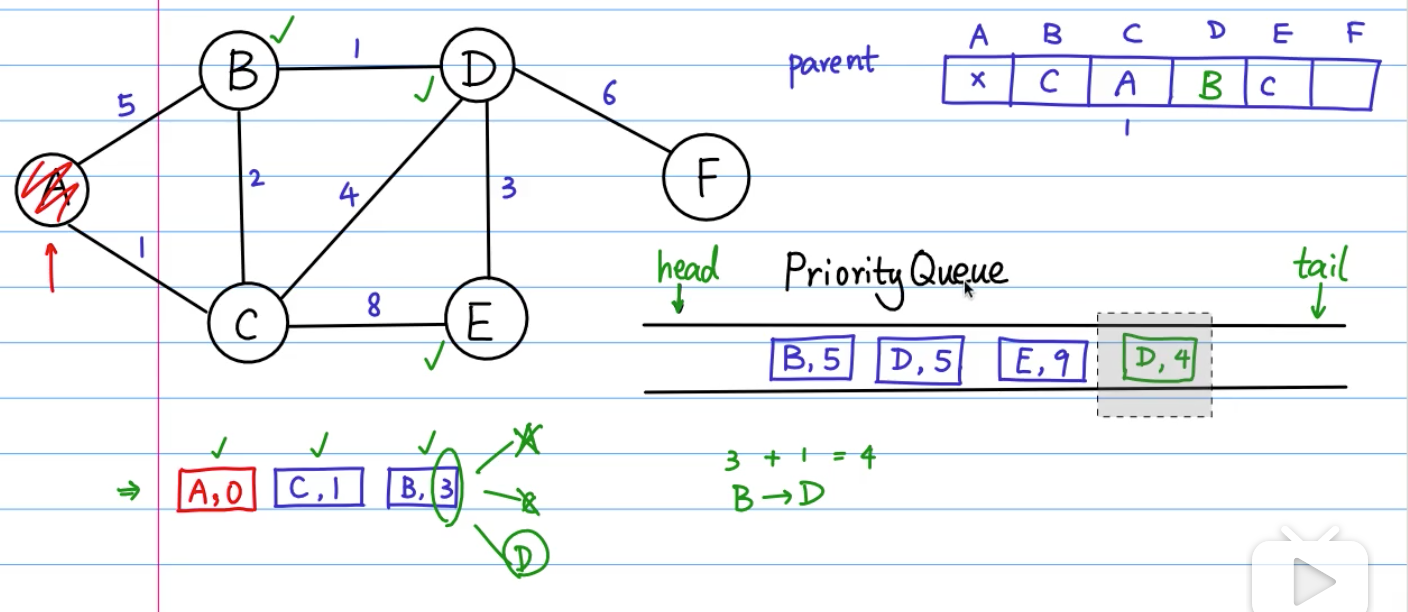 A B C D E F
parent x C A B C
1
B 1 D
5 6
A 2 4 3 F
1
C 8 E
head Priority Queue tail
B, 5 D, 5 E, 9 D, 4
⇒ A, 0 C, 1 B, 3
A
B
D
3 + 1 = 4
B → D